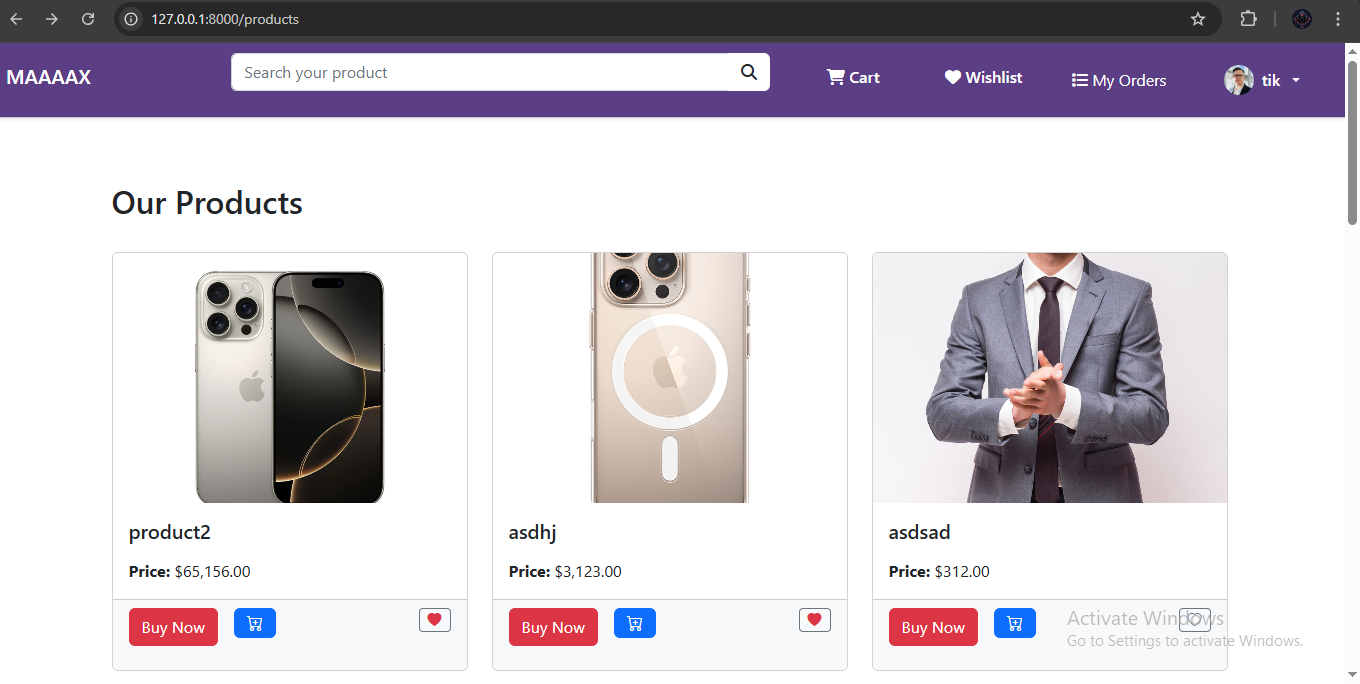 127.0.0.1:8000/products
MAAAAX
Search your product
Cart
Wishlist
My Orders
tik
Our Products
product2
Price: $65,156.00
Buy Now
asdhj
Price: $3,123.00
Buy Now
asdsad
Price: $312.00
Buy Now
Activate Windows
Go to Settings to activate Windows.